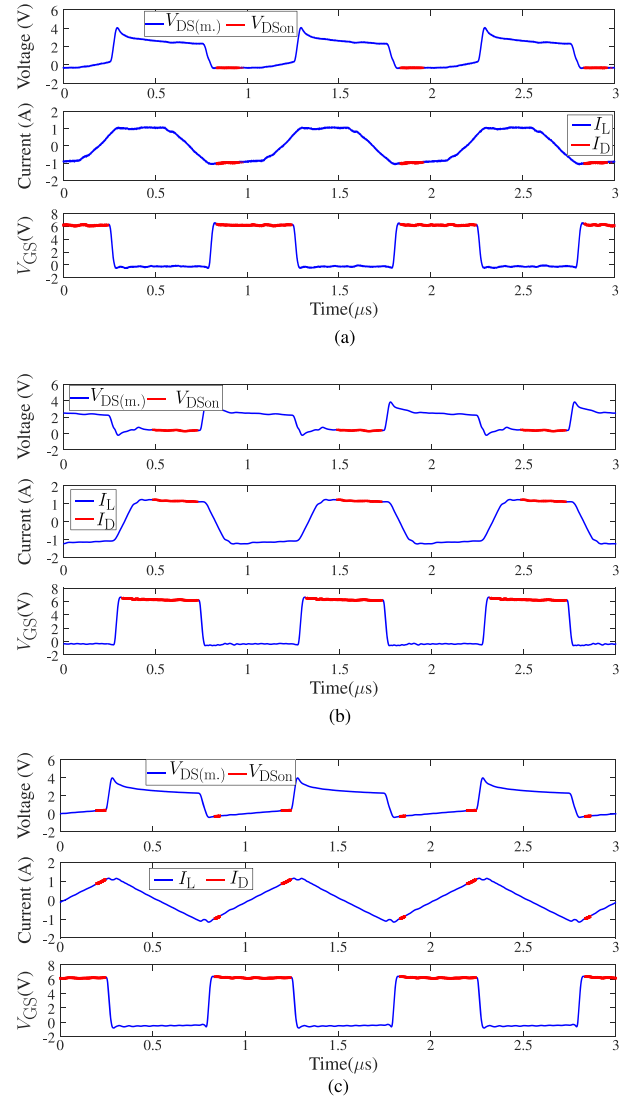 Voltage (V)
6
4
2
0
-2
V_DS(m.) V_DSon
0 0.5 1 1.5 2 2.5 3
Current (A)
2
1
0
-1
-2
I_L
I_D
0 0.5 1 1.5 2 2.5 3
V_GS(V)
8
6
4
2
0
-2
0 0.5 1 1.5 2 2.5 3
Time(μs)
(a)
Voltage (V)
6
4
2
0
-2
V_DS(m.) V_DSon
0 0.5 1 1.5 2 2.5 3
Current (A)
2
1
0
-1
-2
I_L
I_D
0 0.5 1 1.5 2 2.5 3
V_GS(V)
8
6
4
2
0
-2
0 0.5 1 1.5 2 2.5 3
Time(μs)
(b)
Voltage (V)
6
4
2
0
-2
V_DS(m.) V_DSon
0 0.5 1 1.5 2 2.5 3
Current (A)
2
1
0
-1
-2
I_L I_D
0 0.5 1 1.5 2 2.5 3
V_GS(V)
8
6
4
2
0
-2
0 0.5 1 1.5 2 2.5 3
Time(μs)
(c)